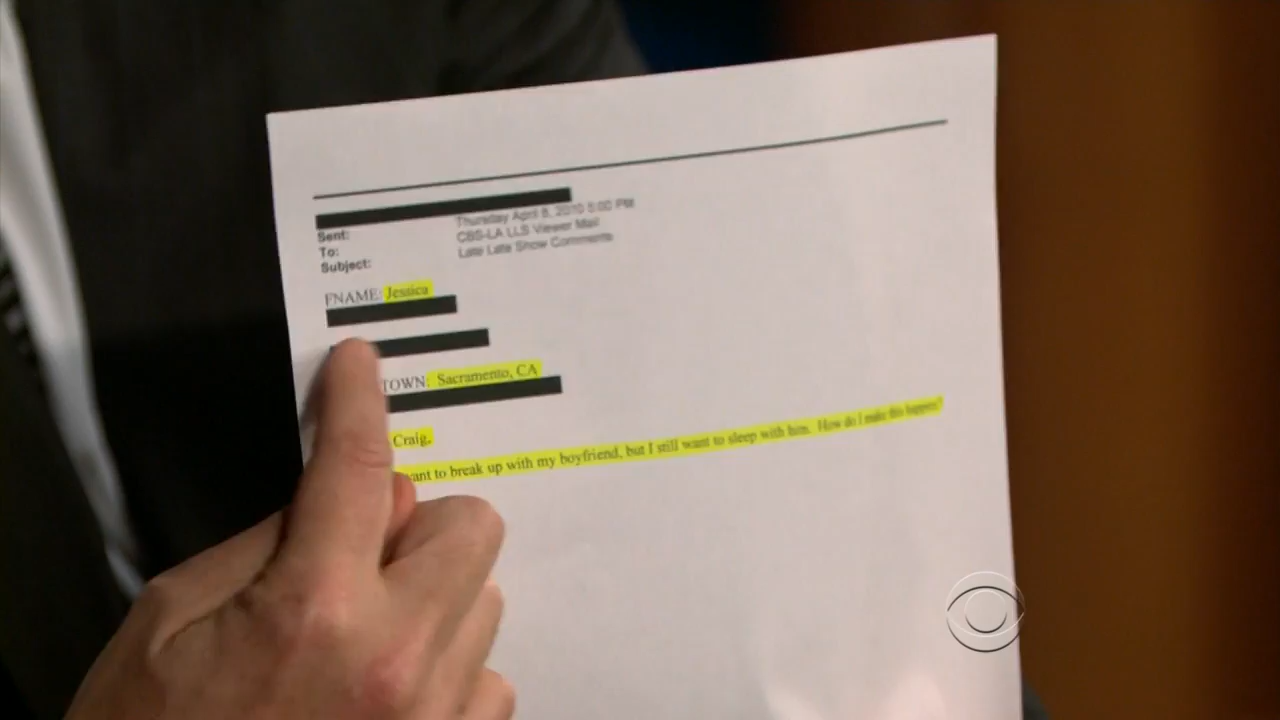 Sent: Thursday April 8, 2010 5:00 PM
To: CBS-LA LLS Viewer Mail
Subject: Late Late Show Comments
FNAME: Jessica
TOWN: Sacramento, CA
Craig,
ant to break up with my boyfriend, but I still want to sleep with him. How do I make this happen?